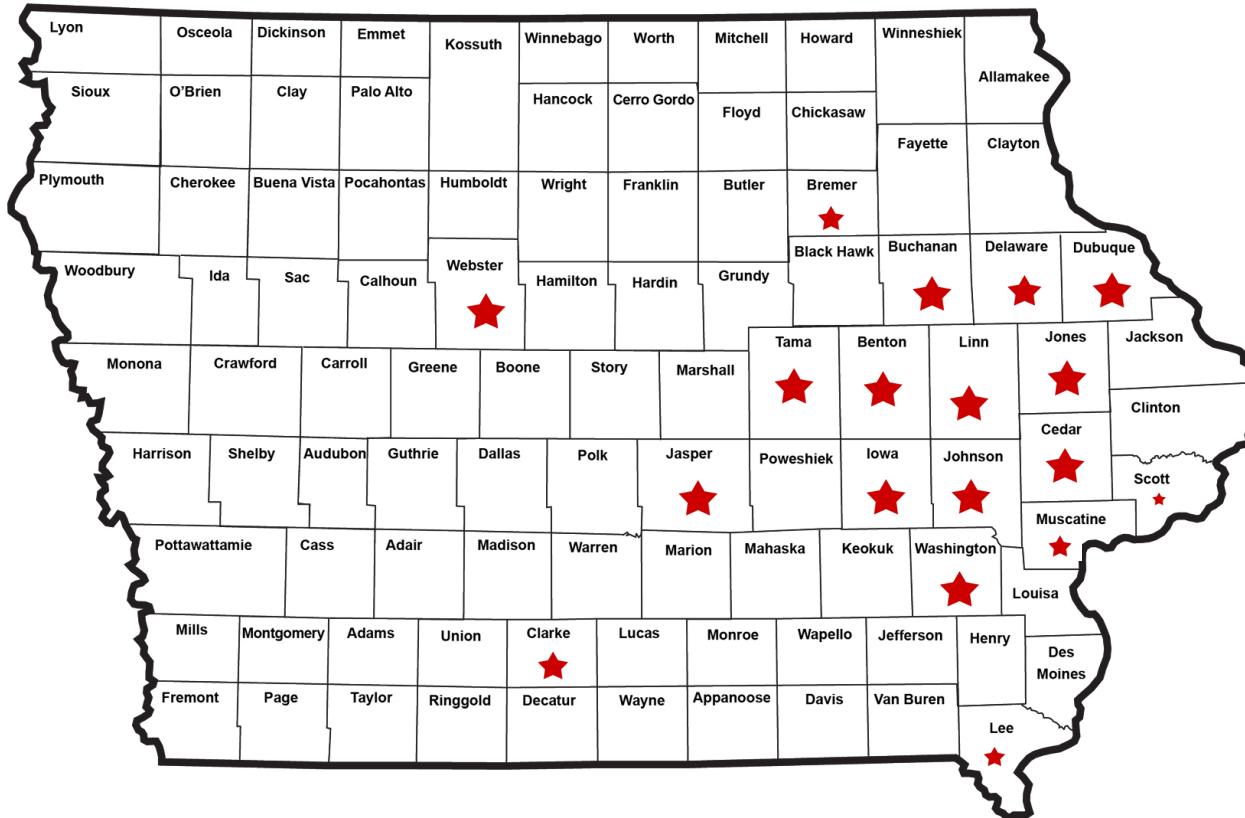 Lyon
Osceola
Dickinson
Emmet
Kossuth
Winnebago
Worth
Mitchell
Howard
Winneshiek
Allamakee
Sioux
O’Brien
Clay
Palo Alto
Hancock
Cerro Gordo
Floyd
Chickasaw
Fayette
Clayton
Plymouth
Cherokee
Buena Vista
Pocahontas
Humboldt
Wright
Franklin
Butler
Bremer
Woodbury
Ida
Sac
Calhoun
Webster
Hamilton
Hardin
Grundy
Black Hawk
Buchanan
Delaware
Dubuque
Monona
Crawford
Carroll
Greene
Boone
Story
Marshall
Tama
Benton
Linn
Jones
Jackson
Clinton
Cedar
Harrison
Shelby
Audubon
Guthrie
Dallas
Polk
Jasper
Poweshiek
Iowa
Johnson
Scott
Muscatine
Pottawattamie
Cass
Adair
Madison
Warren
Marion
Mahaska
Keokuk
Washington
Louisa
Mills
Montgomery
Adams
Union
Clarke
Lucas
Monroe
Wapello
Jefferson
Henry
Des
Moines
Fremont
Page
Taylor
Ringgold
Decatur
Wayne
Appanoose
Davis
Van Buren
Lee